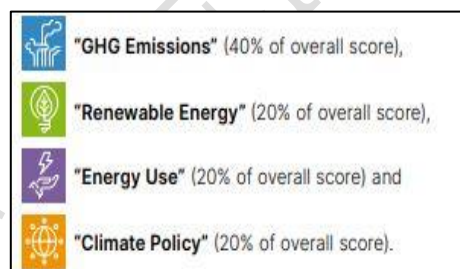 "GHG Emissions" (40% of overall score),
"Renewable Energy" (20% of overall score),
"Energy Use" (20% of overall score) and
"Climate Policy" (20% of overall score).